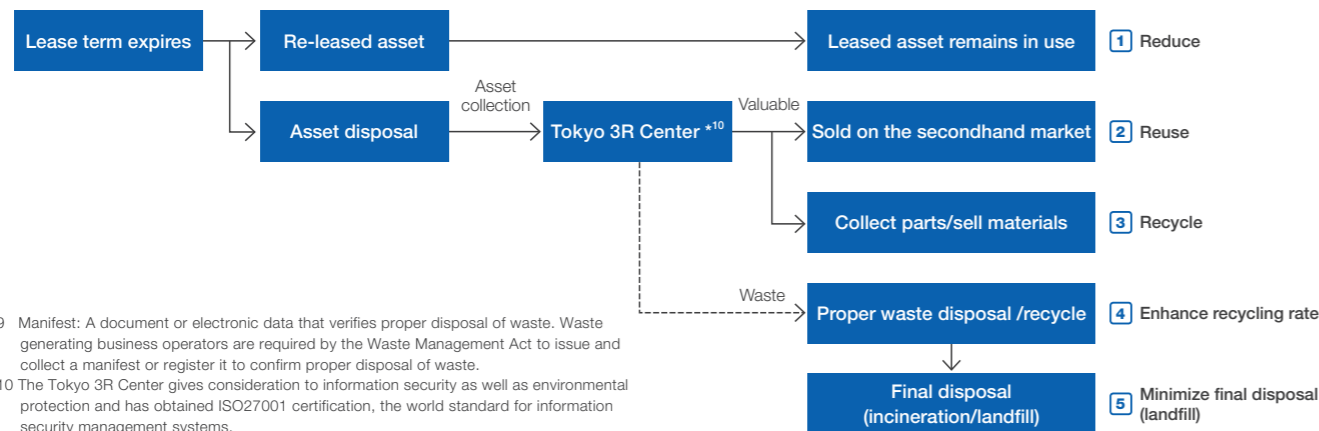 Lease term expires
Re-leased asset
Leased asset remains in use
1 Reduce
Asset
collection
Asset disposal
Tokyo 3R Center *10
Valuable
Sold on the secondhand market
2 Reuse
Collect parts/sell materials
3 Recycle
Waste
Proper waste disposal /recycle
4 Enhance recycling rate
Final disposal
(incineration/landfill)
5 Minimize final disposal
(landfill)
9 Manifest: A document or electronic data that verifies proper disposal of waste. Waste
generating business operators are required by the Waste Management Act to issue and
collect a manifest or register it to confirm proper disposal of waste.
10 The Tokyo 3R Center gives consideration to information security as well as environmental
protection and has obtained ISO27001 certification, the world standard for information
security management systems.